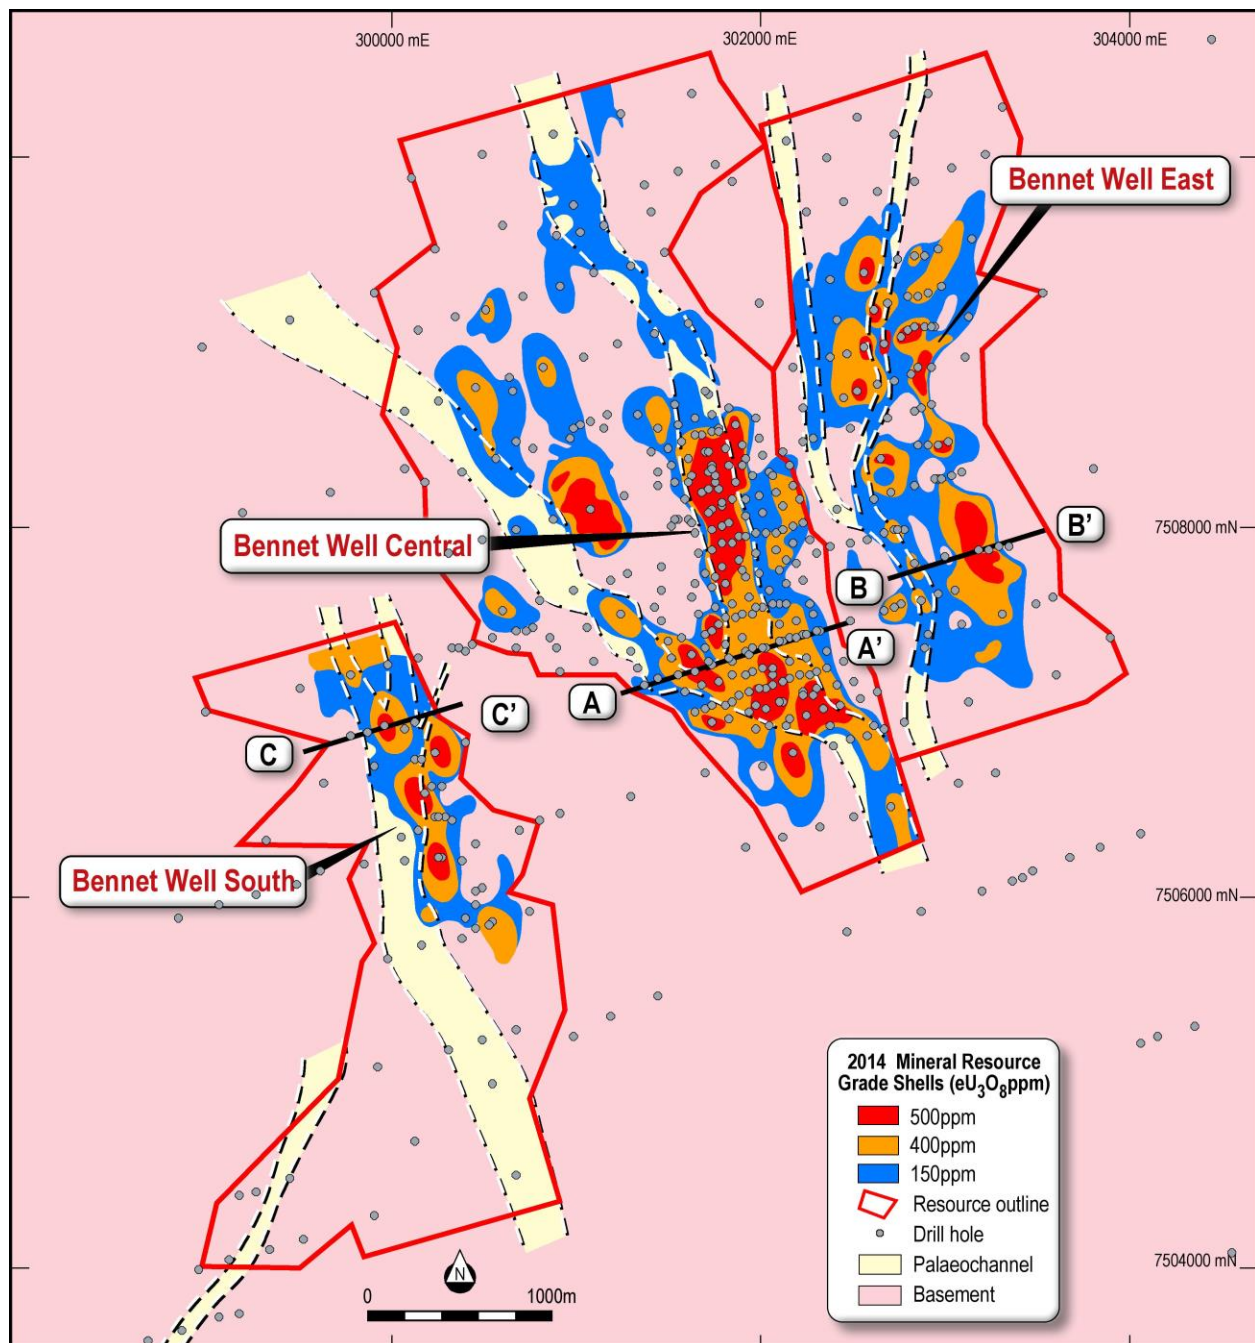 300000 mE
302000 mE
304000 mE
Bennet Well East
Bennet Well Central
7508000 mN
B'
B
A'
A
C'
C
Bennet Well South
7506000 mN
2014 Mineral Resource
Grade Shells (eU3O8ppm)
500ppm
400ppm
150ppm
Resource outline
Drill hole
Palaeochannel
Basement
7504000 mN
N
0
1000m